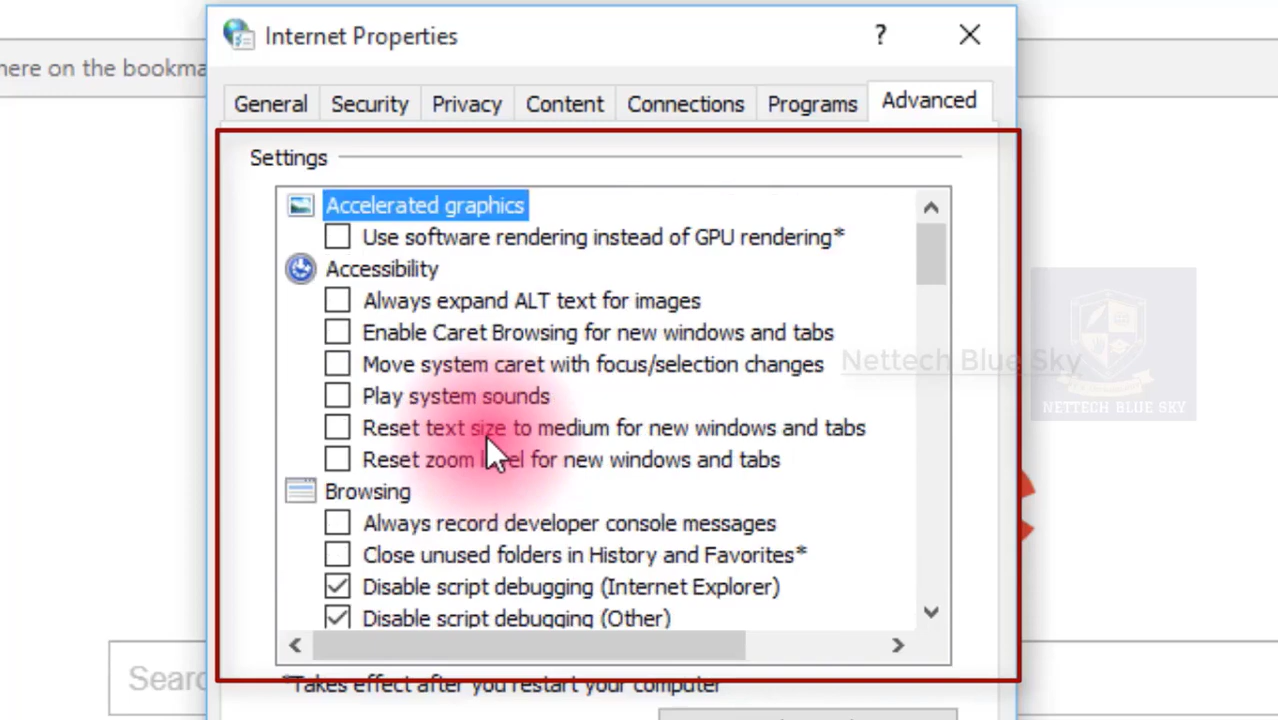 Internet Properties
?
here on the bookma
General Security Privacy Content Connections Programs Advanced
Settings
Accelerated graphics
Use software rendering instead of GPU rendering*
Accessibility
Always expand ALT text for images
Enable Caret Browsing for new windows and tabs
Move system caret with focus/selection changes
Nettech Blue Sky
NETTECH BLUE SKY
Play system sounds
Reset text size to medium for new windows and tabs
Reset zoom level for new windows and tabs
Browsing
Always record developer console messages
Close unused folders in History and Favorites*
Disable script debugging (Internet Explorer)
Disable script debugging (Other)
Searc
*Takes effect after you restart your computer